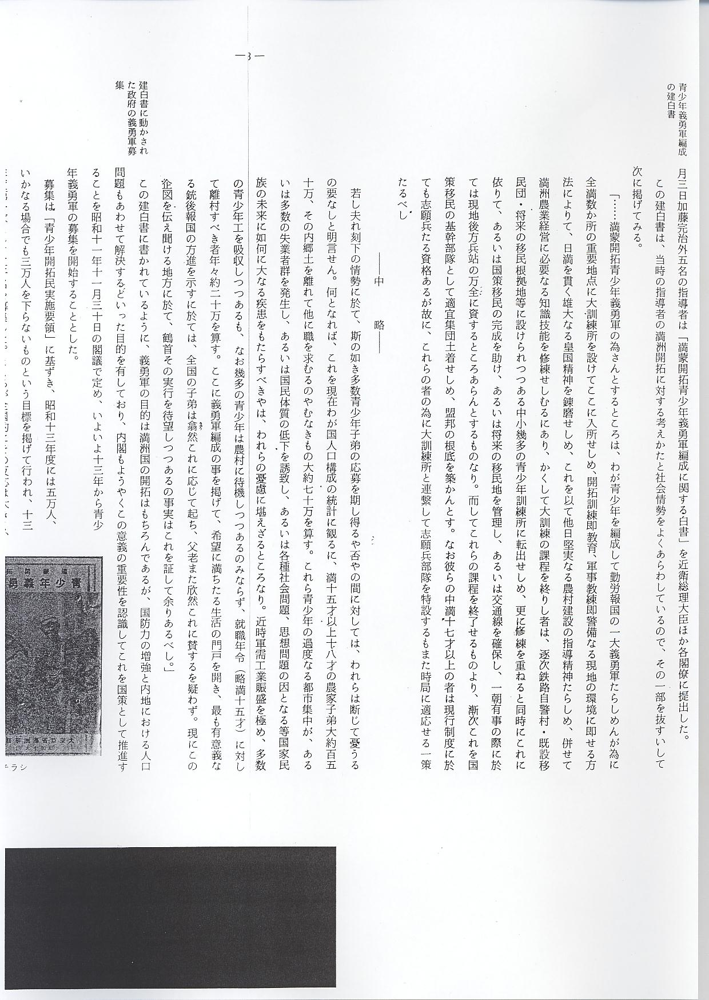 ―3―
青少年義勇軍編成
の建白書
月三日加藤完治外五名の指導者は「満蒙開拓青少年義勇軍編成に関する白書」を近衛総理大臣ほか各閣僚に提出した。
この建白書は、当時の指導者の満洲開拓に対する考えかたと社会情勢をよくあらわしているので、その一部を抜すいして
次に掲げてみる。
「……満蒙開拓青少年義勇軍の為さんとするところは、わが青少年を編成して勤労報国の一大義勇軍たらしめんが為に
全満数か所の重要地点に大訓練所を設けてここに入所せしめ、開拓訓練即教育、軍事教練即警備なる現地の環境に即せる方
法によりて、日満を貫く雄大なる皇国精神を錬磨せしめ、これを以て他日堅実なる農村建設の指導精神たらしめ、併せて
満洲農業経営に必要なる知識技能を修練せしむるにあり、かくして大訓練の課程を終りし者は、逐次鉄路自警村・既設移
民団・将来の移民根拠地等に設けられつつある中小幾多の青少年訓練所に転出せしめ、更に修練を重ねると同時にこれに
依りて、あるいは国策移民の完成を助け、あるいは将来の移民地を管理し、あるいは交通線を確保し、一朝有事の際に於
ては現地後方兵站の万全に資するところあらんとするものなり。而してこれらの課程を終了せるものより、漸次これを国
策移民の基幹部隊として適宜集団土着せしめ、盟邦の根底を築かんとす。なお彼らの中満十七才以上の者は現行制度に於
ても志願兵たる資格あるが故に、これらの者の為に大訓練所と連繋して志願兵部隊を特設するもまた時局に適応せる一策
たるべし
――中　略――
若し夫れ刻下の情勢に於て、斯の如き多数青少年子弟の応募を期し得るや否やの間に対しては、われらは断じて憂うる
の要なしと明言せん。何となれば、これを現在わが国人口構成の統計に観るに、満十五才以上十八才の農家子弟大約百五
十万、その内郷土を離れて他に職を求むるのやむなきもの大約七十万を算す。これら青少年の過度なる都市集中が、ある
いは多数の失業者群を発生し、あるいは国民体質の低下を誘致し、あるいは各種社会問題、思想問題の因となる等国家民
族の未来に如何に大なる疾患をもたらすべきやは、われらの憂慮に堪えざるところなり。近時軍需工業賑盛を極め、多数
の青少年工を吸収しつつあるも、なお幾多の青少年は農村に待機しつつあるのみならず、就職年令（略満十五才）に対し
て離村すべき者年々約二十万を算す。ここに義勇軍編成の事を掲げて、希望に満ちたる生活の門戸を開き、最も有意義な
る銃後報国の方進を示すに於ては、全国の子弟は翕然これに応じて起ち、父老また欣然これに賛するを疑わず。現にこの
企図を伝え聞ける地方に於て、鶴首その実行を待望しつつあるの事実はこれを証して余りあるべし。」
建白書に動かされ
た政府の義勇軍募
集
この建白書に書かれているように、義勇軍の目的は満洲国の開拓はもちろんであるが、国防力の増強と内地における人口
問題もあわせて解決するといった目的を有しており、内閣もようやくこの意義の重要性を認識してこれを国策として推進す
ることを昭和十一年十一月三十日の閣議で定め、いよいよ十三年から青少
年義勇軍の募集を開始することとした。
募集は「青少年開拓民実施要領」に基ずき、昭和十三年度には五万人、
いかなる場合でも三万人を下らないものという目標を掲げて行われ、十三
青少年義勇
チラシ